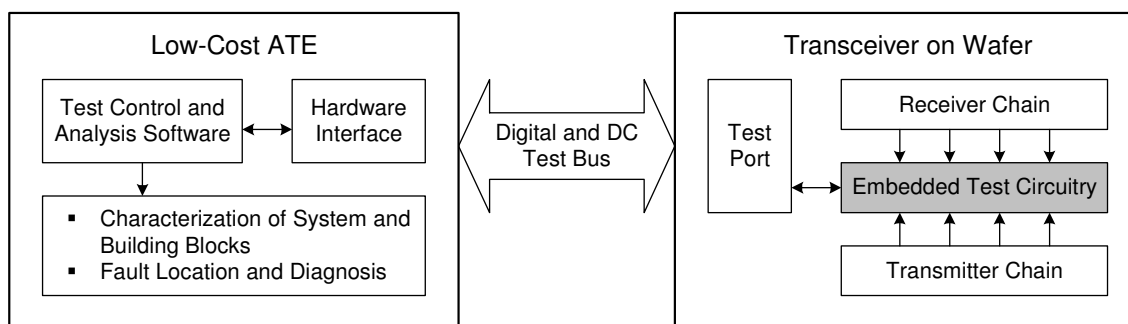 Low-Cost ATE
Test Control and
Analysis Software
Hardware
Interface
▪ Characterization of System and
Building Blocks
▪ Fault Location and Diagnosis
Digital and DC
Test Bus
Transceiver on Wafer
Test
Port
Receiver Chain
Embedded Test Circuitry
Transmitter Chain